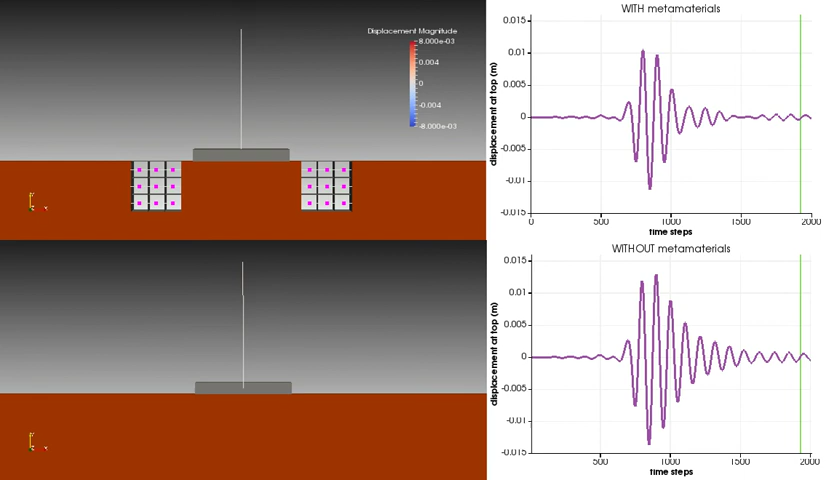 Displacement Magnitude
8.000e-03
0.004
0
-0.004
-8.000e-03
WITH metamaterials
displacement at top (m)
0.015
0.01
0.005
0
-0.005
-0.01
-0.015
0 500 1000 1500 2000
time steps
WITHOUT metamaterials
displacement at top (m)
0.015
0.01
0.005
0
-0.005
-0.01
-0.015
500 1000 1500 2000
time steps